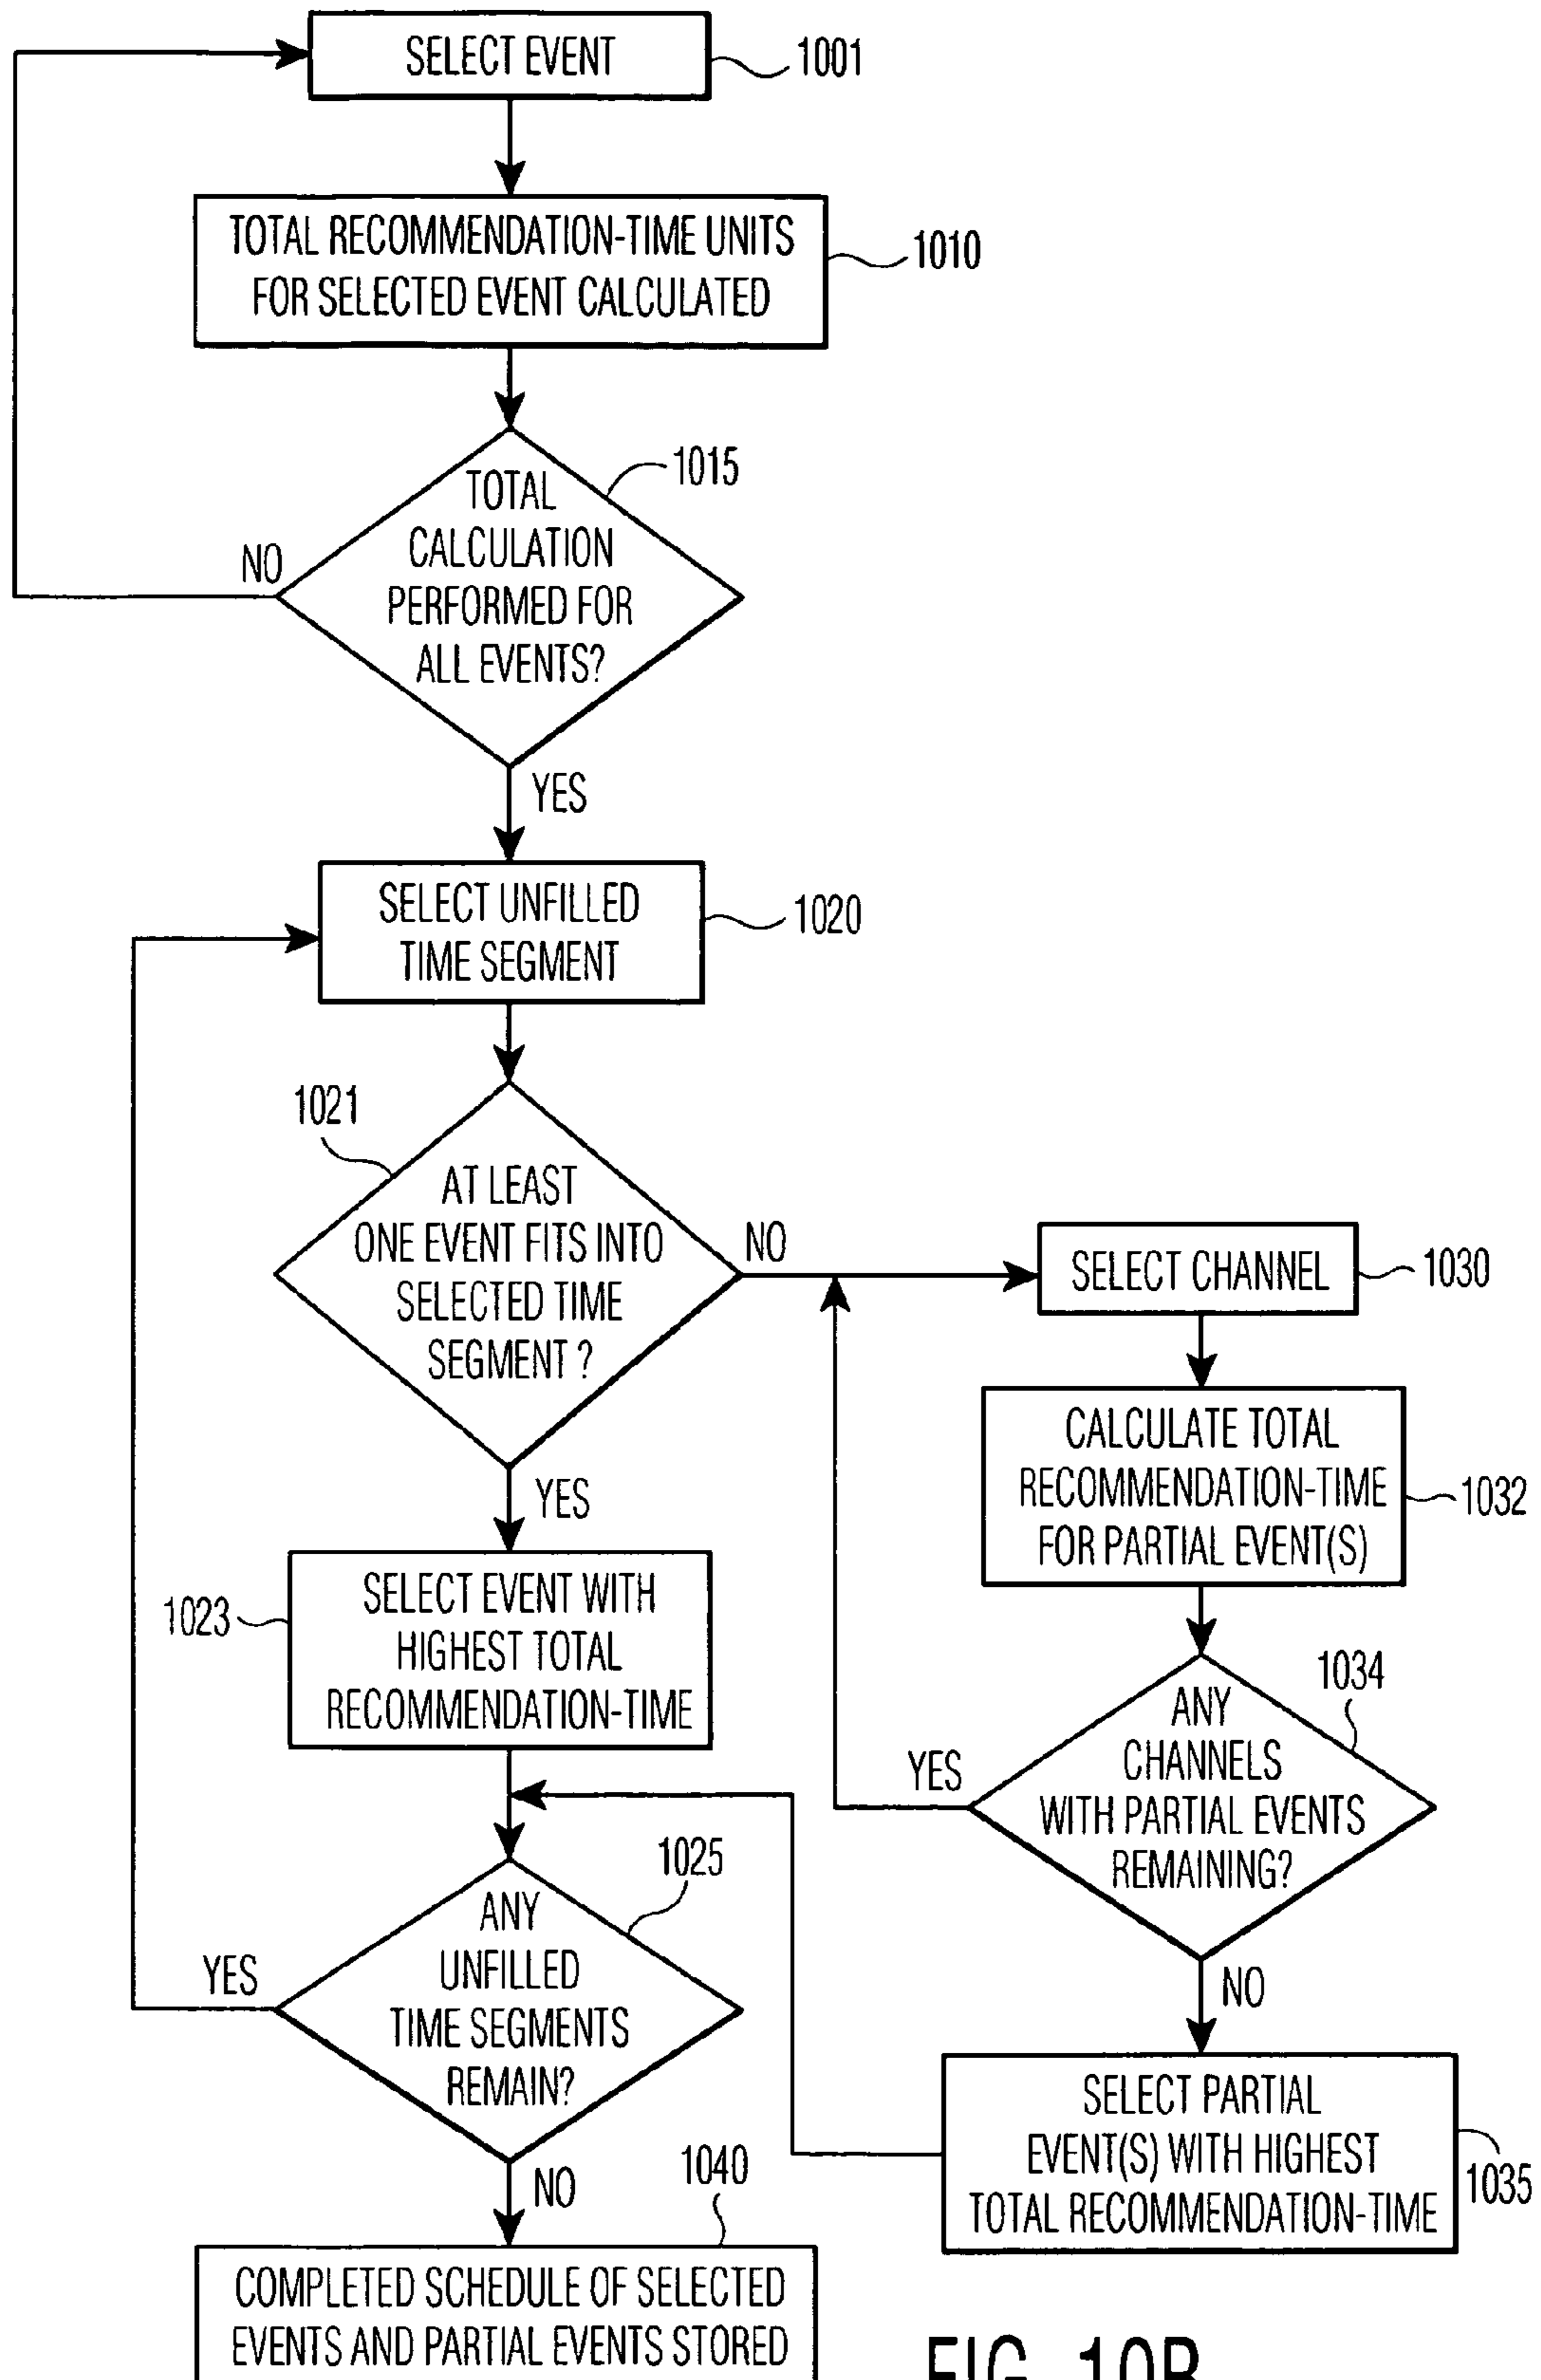 SELECT EVENT
1001
TOTAL RECOMMENDATION-TIME UNITS
FOR SELECTED EVENT CALCULATED
1010
TOTAL
CALCULATION
PERFORMED FOR
ALL EVENTS?
1015
NO
YES
SELECT UNFILLED
TIME SEGMENT
1020
1021
AT LEAST
ONE EVENT FITS INTO
SELECTED TIME
SEGMENT ?
NO
YES
SELECT CHANNEL
1030
CALCULATE TOTAL
RECOMMENDATION-TIME
FOR PARTIAL EVENT(S)
1032
1023
SELECT EVENT WITH
HIGHEST TOTAL
RECOMMENDATION-TIME
1034
ANY
CHANNELS
WITH PARTIAL EVENTS
REMAINING?
YES
NO
1025
ANY
UNFILLED
TIME SEGMENTS
REMAIN?
YES
NO
SELECT PARTIAL
EVENT(S) WITH HIGHEST
TOTAL RECOMMENDATION-TIME
1035
1040
COMPLETED SCHEDULE OF SELECTED
EVENTS AND PARTIAL EVENTS STORED
FIG. 10B